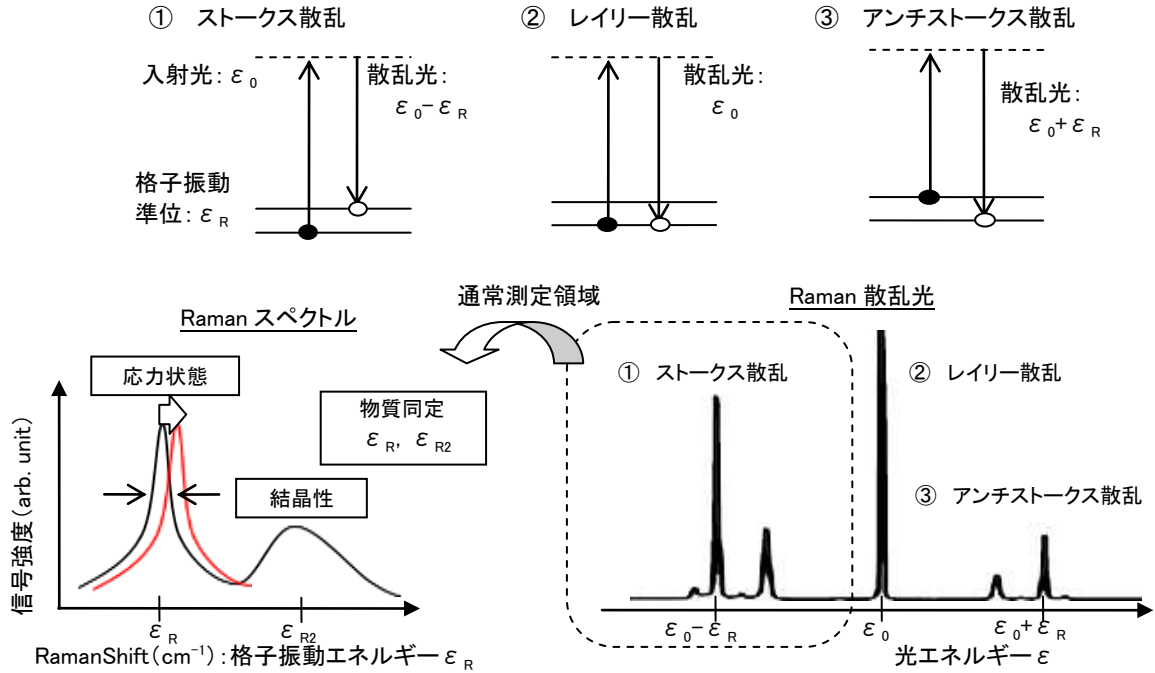 ① ストークス散乱
② レイリー散乱
③ アンチストークス散乱
入射光：ε0
散乱光：
ε0-εR
散乱光：
ε0
散乱光：
ε0+εR
格子振動
準位：εR
Raman スペクトル
通常測定領域
Raman 散乱光
応力状態
物質同定
εR, εR2
結晶性
信号強度(arb. unit)
εR
εR2
RamanShift(cm-1)：格子振動エネルギーεR
① ストークス散乱
② レイリー散乱
③ アンチストークス散乱
ε0-εR
ε0
ε0+εR
光エネルギーε